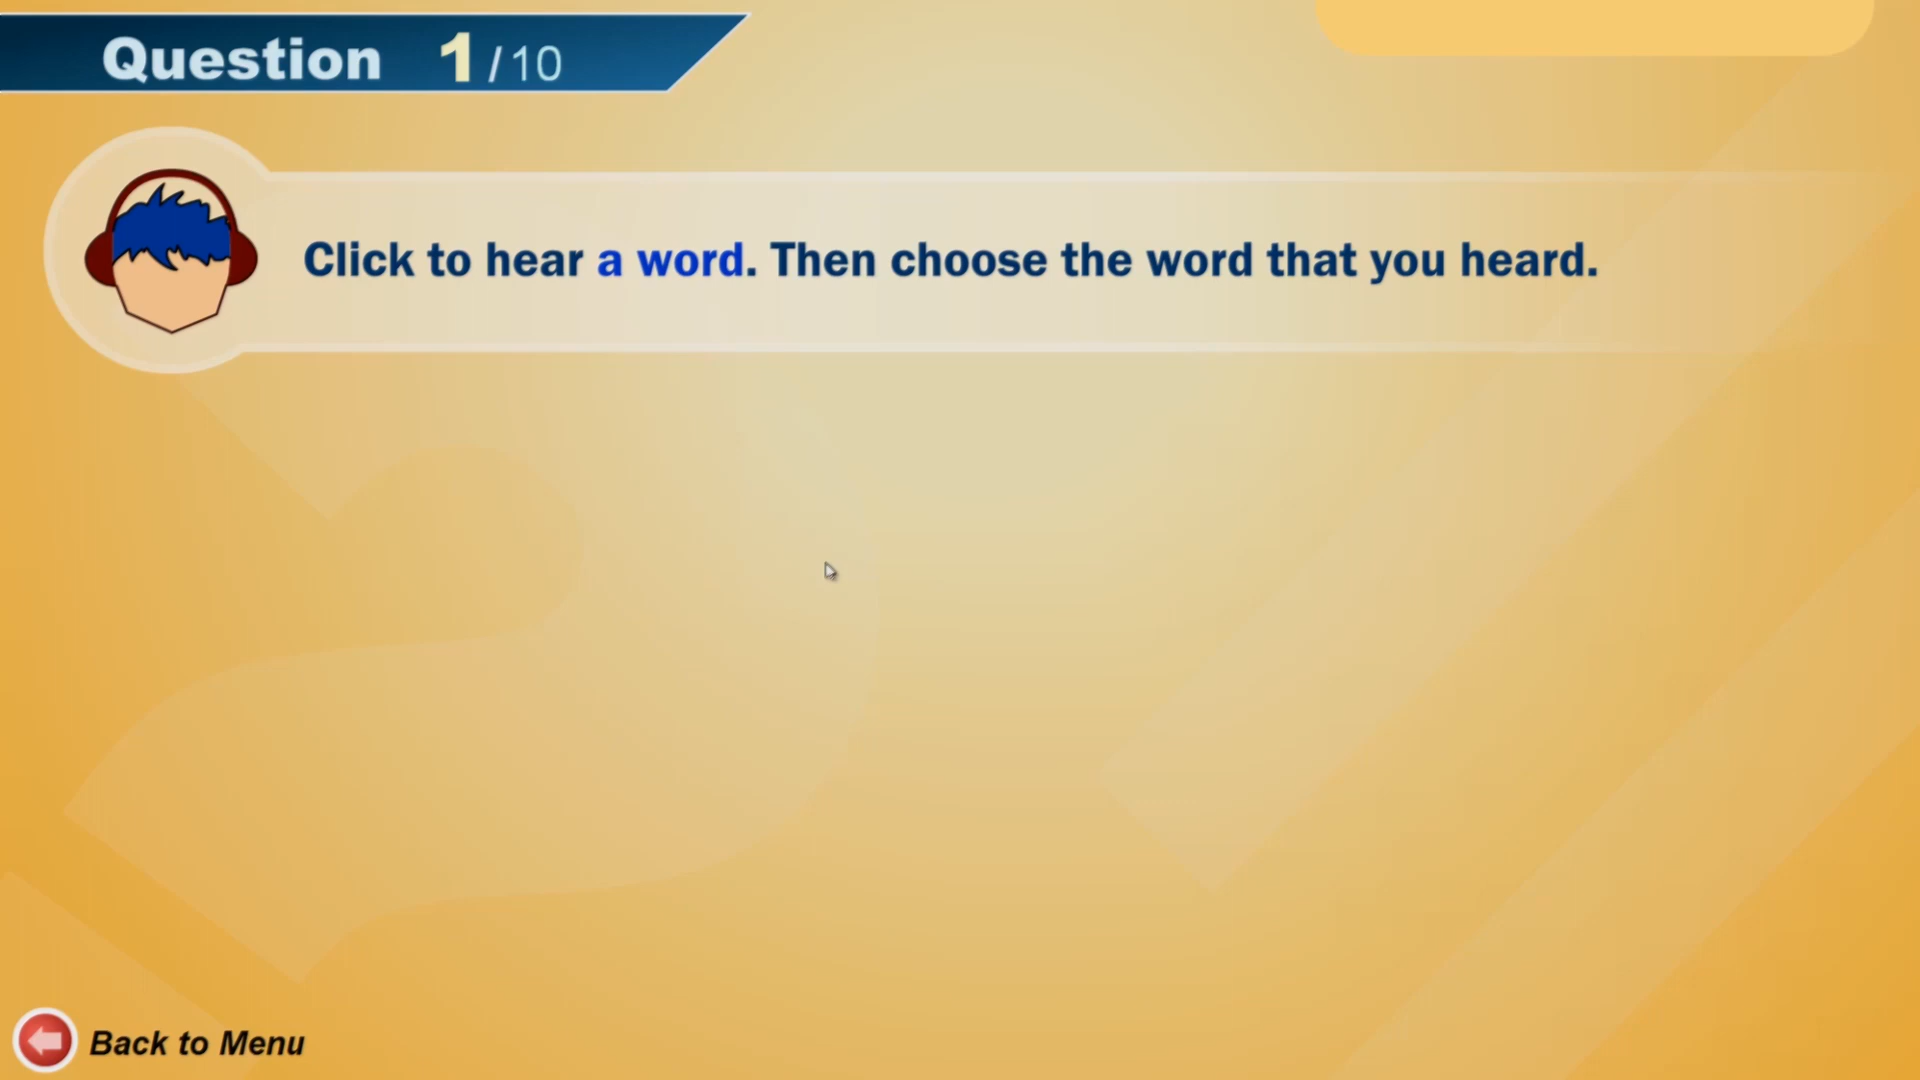 Question 1/10
Click to hear a word. Then choose the word that you heard.
Back to Menu